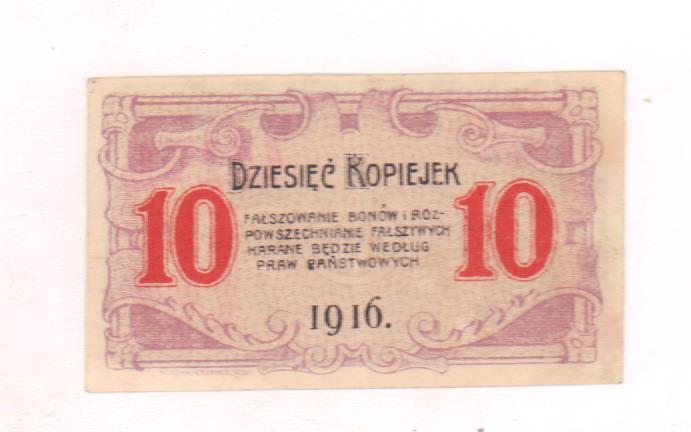 DZIESIĘĆ KOPIEJEK
10 10
FAŁSZOWANIE BONÓW i ROZ-
POWSZECHNIANIE FAŁSZYWYCH
KARANE BĘDZIE WEDŁUG
PRAW PAŃSTWOWYCH
1916.